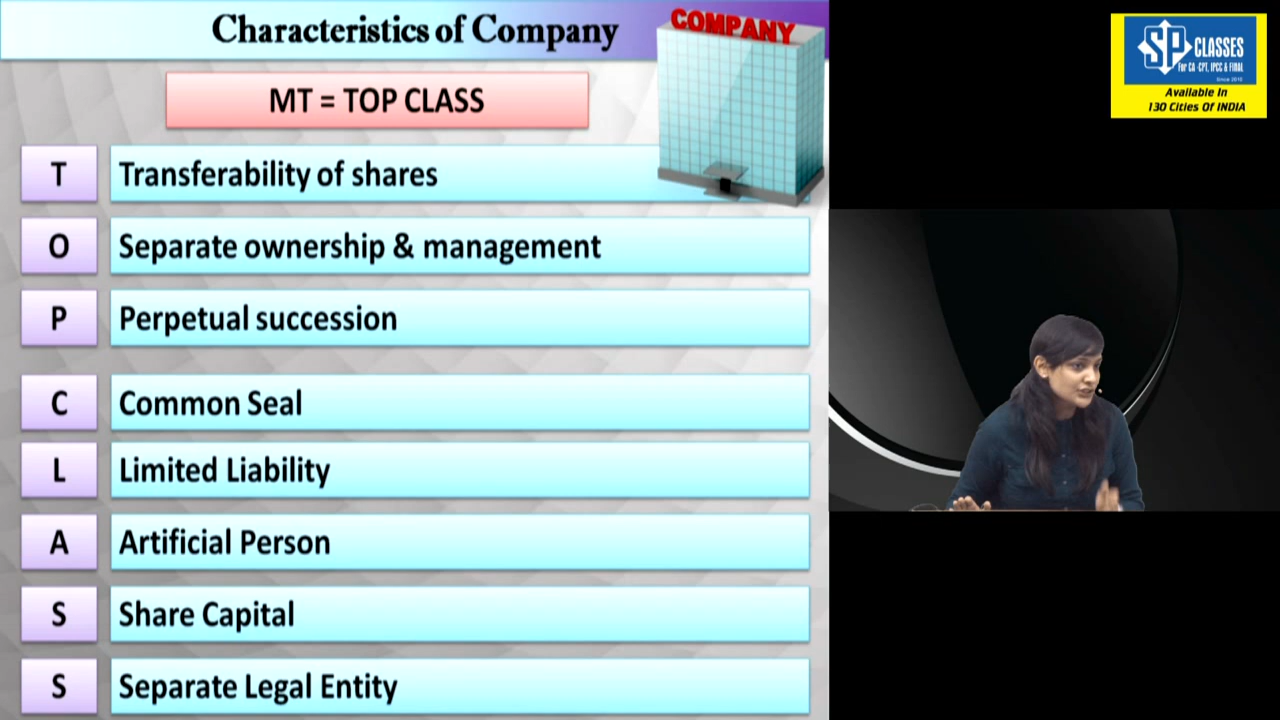 Characteristics of Company
COMPANY
MT = TOP CLASS
T Transferability of shares
O Separate ownership & management
P Perpetual succession
C Common Seal
L Limited Liability
A Artificial Person
S Share Capital
S Separate Legal Entity
SP CLASSES
For CA-CPT, IPCC & FINAL
Since 2010
Available In
130 Cities Of INDIA